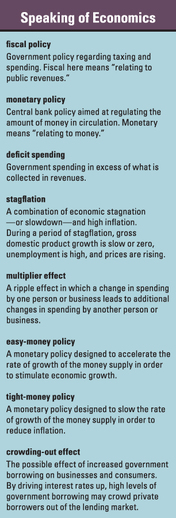 Speaking of Economics
fiscal policy
Government policy regarding taxing and
spending. Fiscal here means "relating to
public revenues."
monetary policy
Central bank policy aimed at regulating the
amount of money in circulation. Monetary
means "relating to money."
deficit spending
Government spending in excess of what is
collected in revenues.
stagflation
A combination of economic stagnation
—or slowdown—and high inflation.
During a period of stagflation, gross
domestic product growth is slow or zero,
unemployment is high, and prices are rising.
multiplier effect
A ripple effect in which a change in spending
by one person or business leads to additional
changes in spending by another person or
business.
easy-money policy
A monetary policy designed to accelerate the
rate of growth of the money supply in order
to stimulate economic growth.
tight-money policy
A monetary policy designed to slow the rate
of growth of the money supply in order to
reduce inflation.
crowding-out effect
The possible effect of increased government
borrowing on businesses and consumers.
By driving interest rates up, high levels of
government borrowing may crowd private
borrowers out of the lending market.